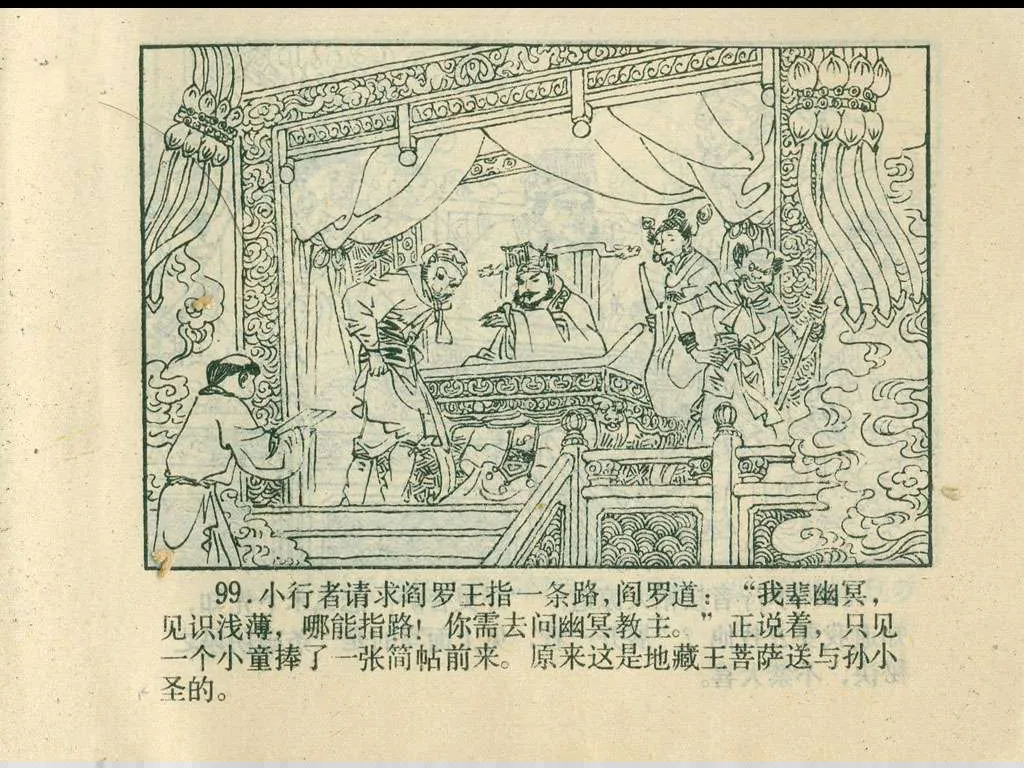 99.小行者请求阎罗王指一条路,阎罗道:“我辈幽冥,
见识浅薄,哪能指路!你需去问幽冥教主。”正说着,只见
一个小童捧了一张简帖前来。原来这是地藏王菩萨送与孙小
圣的。